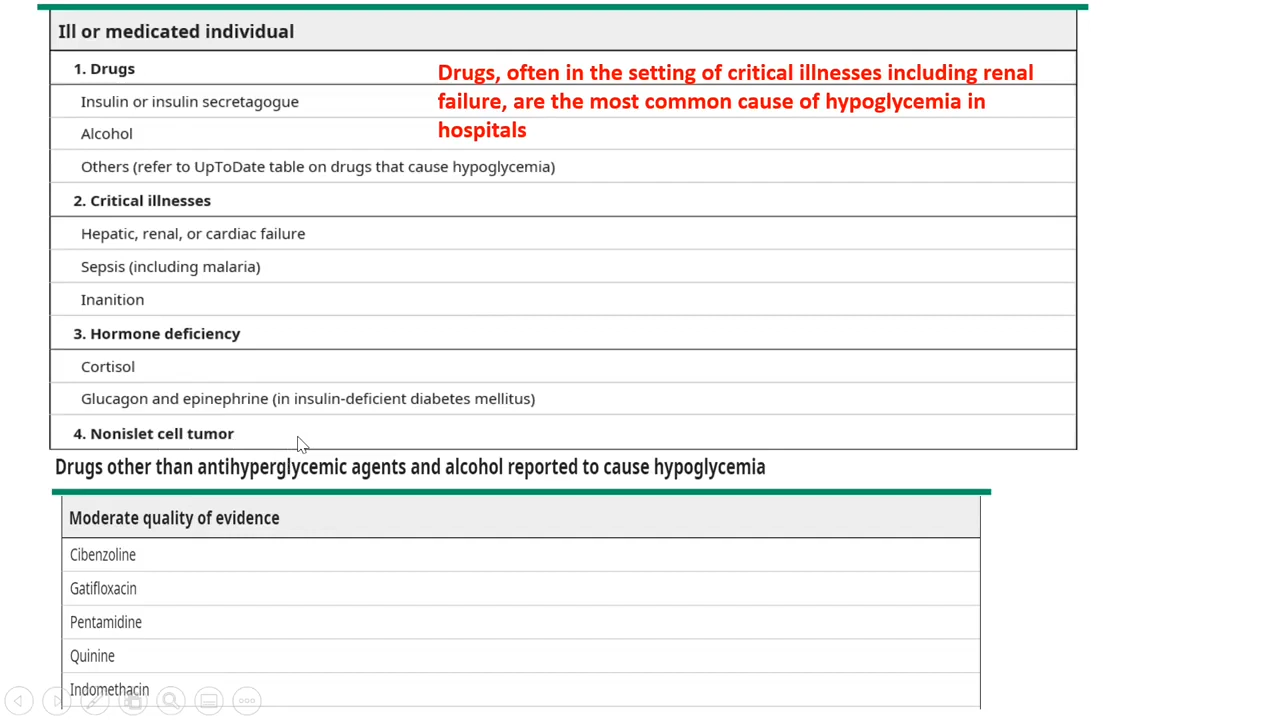 Ill or medicated individual
1. Drugs
Drugs, often in the setting of critical illnesses including renal
failure, are the most common cause of hypoglycemia in
hospitals
Insulin or insulin secretagogue
Alcohol
Others (refer to UpToDate table on drugs that cause hypoglycemia)
2. Critical illnesses
Hepatic, renal, or cardiac failure
Sepsis (including malaria)
Inanition
3. Hormone deficiency
Cortisol
Glucagon and epinephrine (in insulin-deficient diabetes mellitus)
4. Nonislet cell tumor
Drugs other than antihyperglycemic agents and alcohol reported to cause hypoglycemia
Moderate quality of evidence
Cibenzoline
Gatifloxacin
Pentamidine
Quinine
Indomethacin